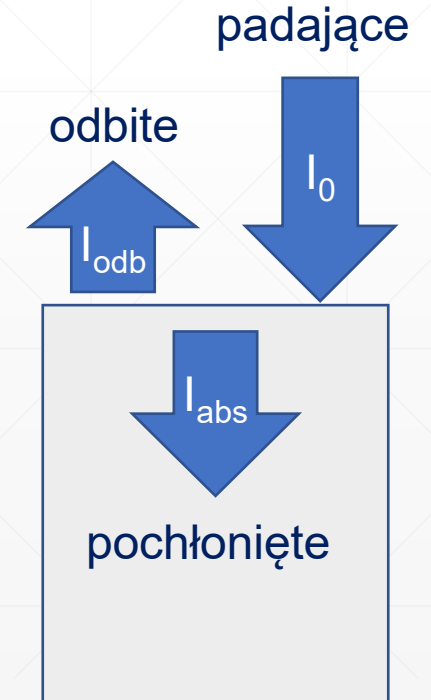 padające
odbite
I₀
Iodb
Iabs
pochłonięte